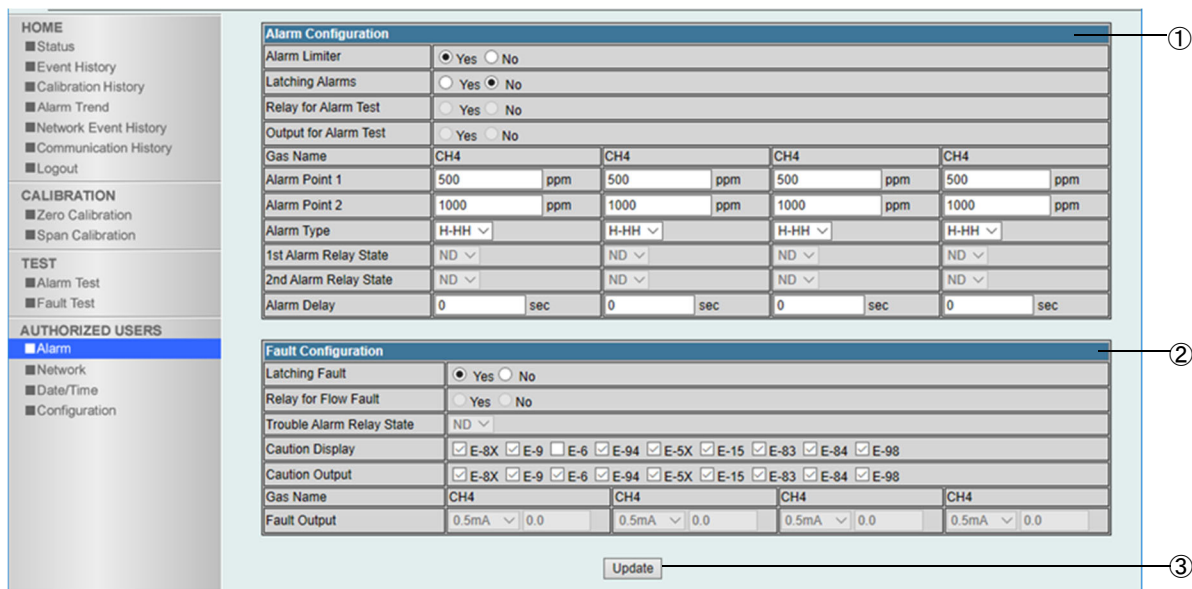 HOME
Status
Event History
Calibration History
Alarm Trend
Network Event History
Communication History
Logout
CALIBRATION
Zero Calibration
Span Calibration
TEST
Alarm Test
Fault Test
AUTHORIZED USERS
Alarm
Network
Date/Time
Configuration
Alarm Configuration ①
Alarm Limiter Yes No
Latching Alarms Yes No
Relay for Alarm Test Yes No
Output for Alarm Test Yes No
Gas Name CH4 CH4 CH4 CH4
Alarm Point 1 500 ppm 500 ppm 500 ppm 500 ppm
Alarm Point 2 1000 ppm 1000 ppm 1000 ppm 1000 ppm
Alarm Type H-HH H-HH H-HH H-HH
1st Alarm Relay State ND ND ND ND
2nd Alarm Relay State ND ND ND ND
Alarm Delay 0 sec 0 sec 0 sec 0 sec
Fault Configuration ②
Latching Fault Yes No
Relay for Flow Fault Yes No
Trouble Alarm Relay State ND
Caution Display E-8X E-9 E-6 E-94 E-5X E-15 E-83 E-84 E-98
Caution Output E-8X E-9 E-6 E-94 E-5X E-15 E-83 E-84 E-98
Gas Name CH4 CH4 CH4 CH4
Fault Output 0.5mA 0.0 0.5mA 0.0 0.5mA 0.0 0.5mA 0.0
Update ③